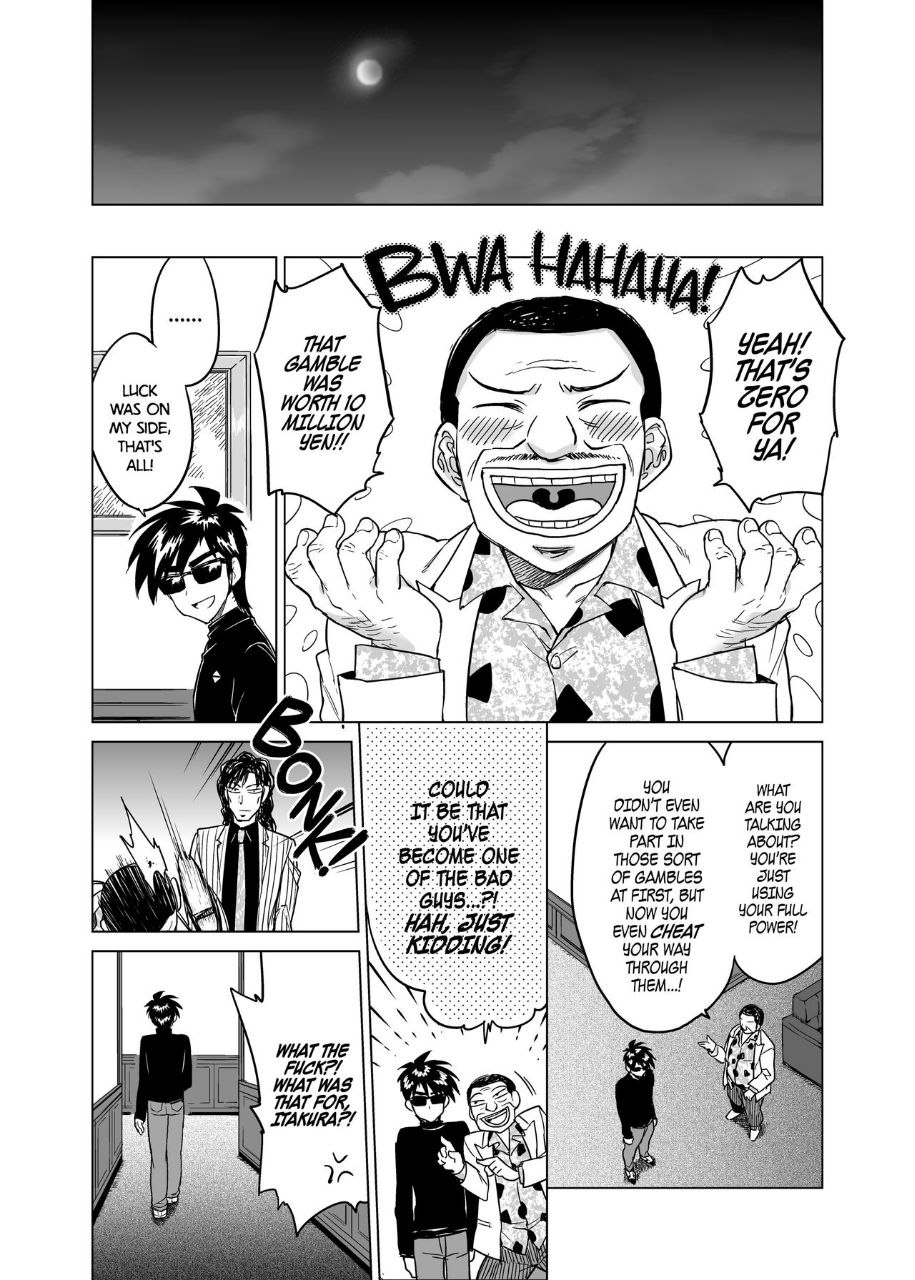 BWA HAHAHA!
YEAH!
THAT'S
ZERO
FOR
YA!
THAT
GAMBLE
WAS
WORTH 10
MILLION
YEN!!
......
LUCK
WAS ON
MY SIDE,
THAT'S
ALL!
WHAT
ARE YOU
TALKING
ABOUT?
YOU'RE
JUST
USING
YOUR FULL
POWER!
YOU
DIDN'T EVEN
WANT TO TAKE
PART IN
THOSE SORT
OF GAMBLES
AT FIRST, BUT
NOW YOU
EVEN CHEAT
YOUR WAY
THROUGH
THEM...!
COULD
IT BE THAT
YOU'VE
BECOME ONE
OF THE BAD
GUYS...?!
HAH, JUST
KIDDING!
BONK!
WHAT THE
FUCK?!
WHAT WAS
THAT FOR,
ITAKURA?!